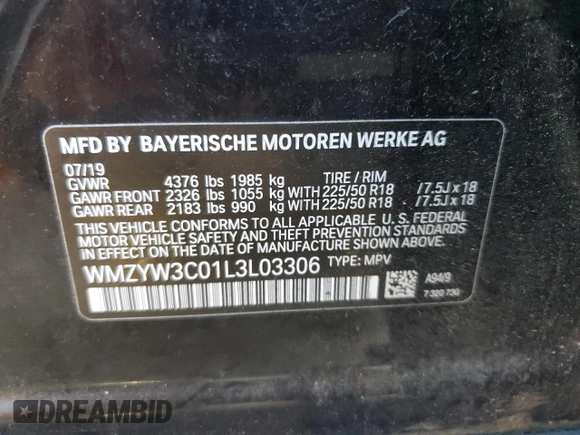 MFD BY BAYERISCHE MOTOREN WERKE AG
07/19
GVWR 4376 lbs 1985 kg TIRE / RIM
GAWR FRONT 2326 lbs 1055 kg WITH 225/50 R18 / 7.5J x 18
GAWR REAR 2183 lbs 990 kg WITH 225/50 R18 / 7.5J x 18
THIS VEHICLE CONFORMS TO ALL APPLICABLE U.S. FEDERAL
MOTOR VEHICLE SAFETY AND THEFT PREVENTION STANDARDS
IN EFFECT ON THE DATE OF MANUFACTURE SHOWN ABOVE.
WMZYW3C01L3L03306 TYPE: MPV
A94/9
7 320 730
DREAMBID